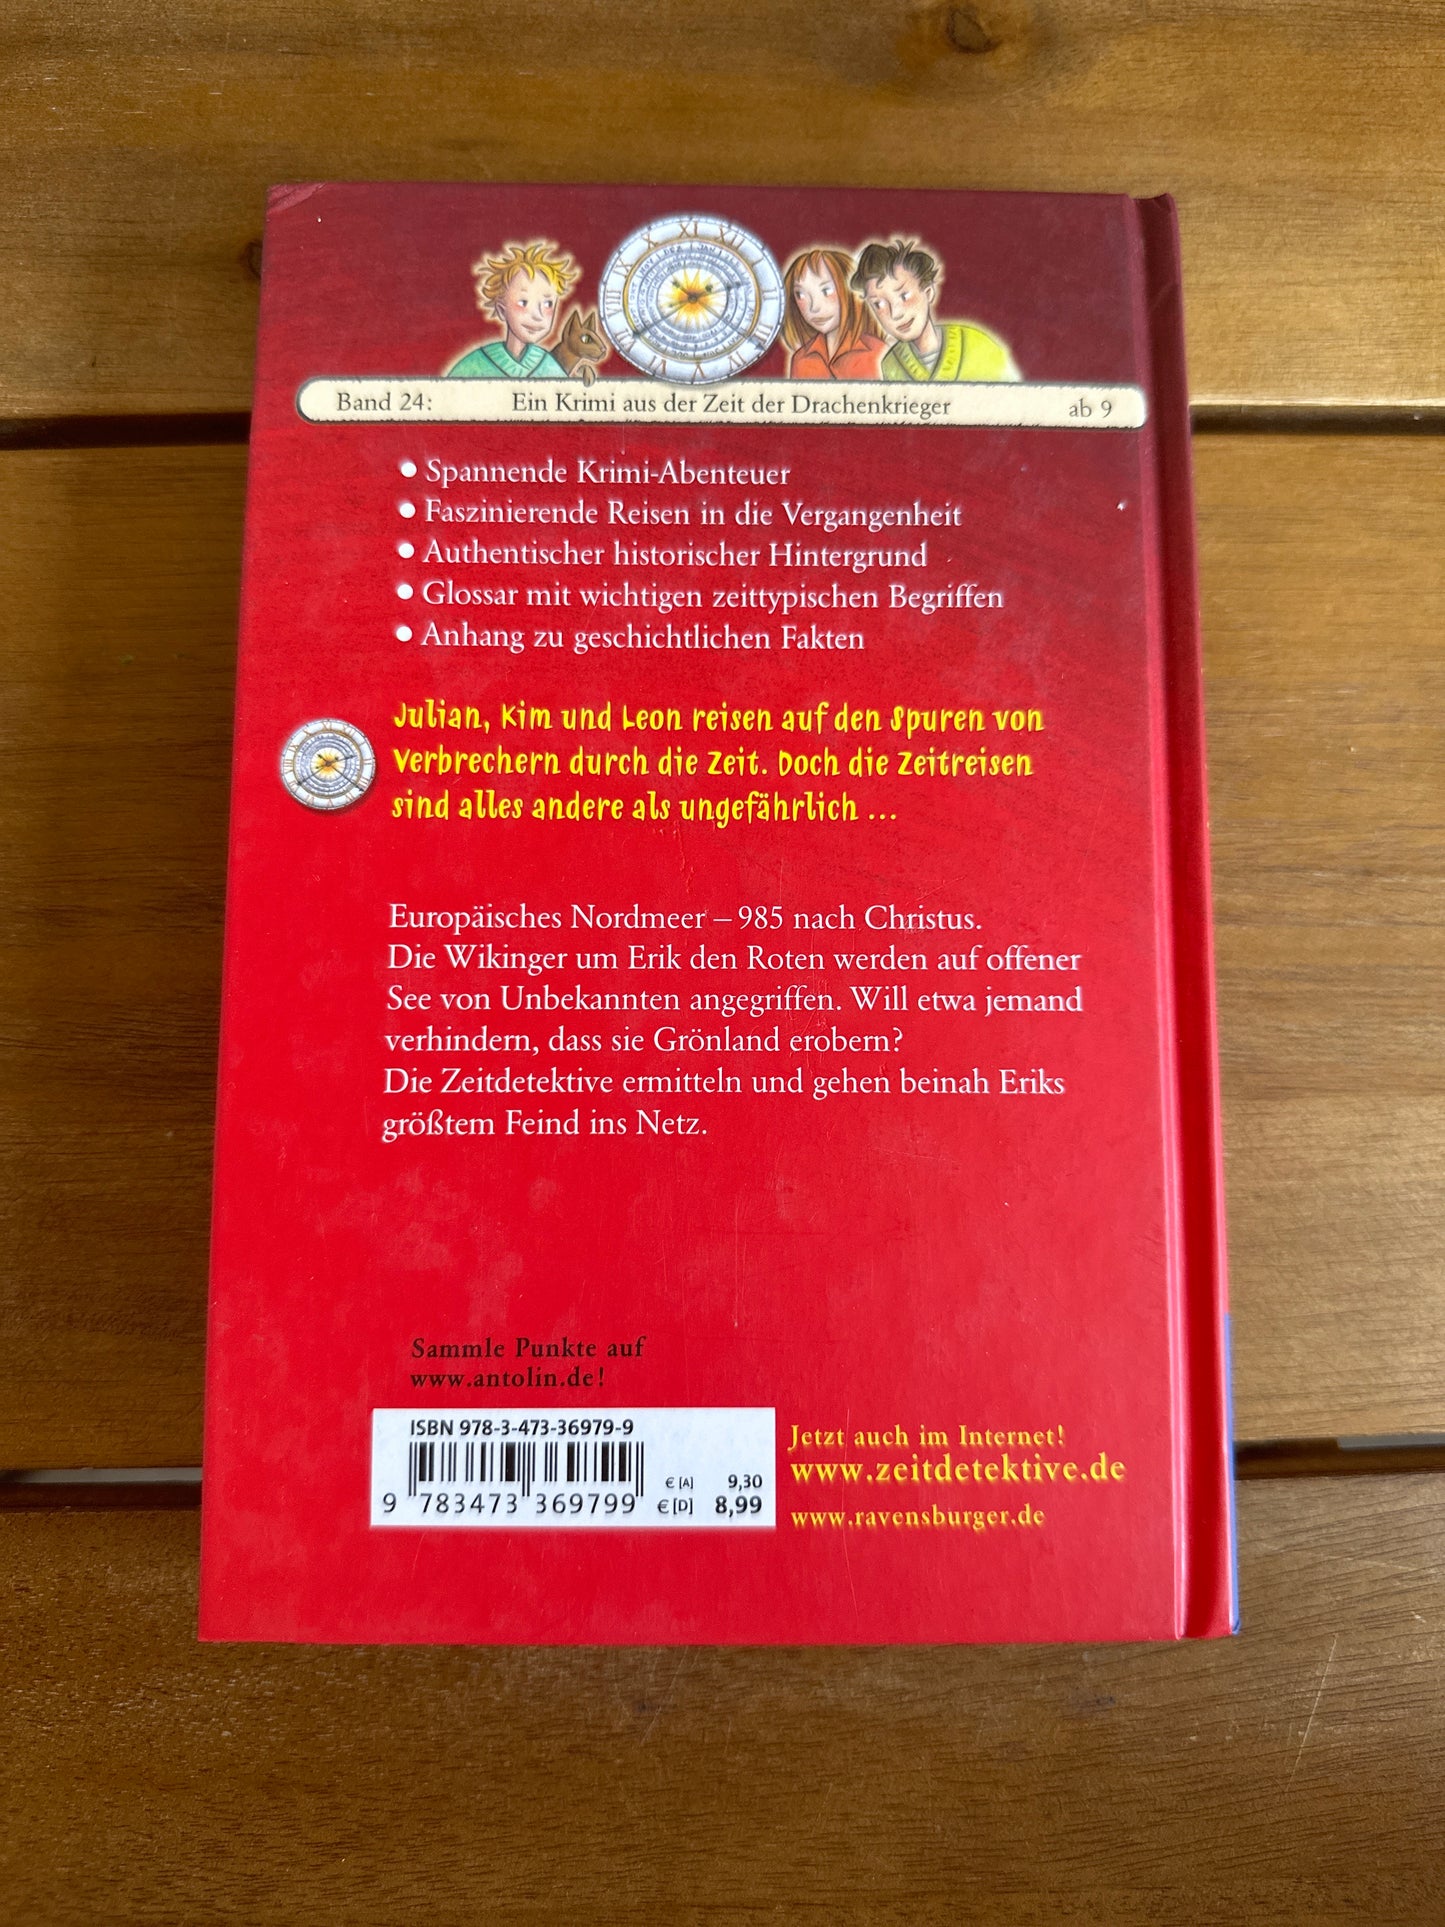 Band 24: Ein Krimi aus der Zeit der Drachenkrieger ab 9
• Spannende Krimi-Abenteuer
• Faszinierende Reisen in die Vergangenheit
• Authentischer historischer Hintergrund
• Glossar mit wichtigen zeittypischen Begriffen
• Anhang zu geschichtlichen Fakten
Julian, Kim und Leon reisen auf den Spuren von
Verbrechern durch die Zeit. Doch die Zeitreisen
sind alles andere als ungefährlich ...
Europäisches Nordmeer – 985 nach Christus.
Die Wikinger um Erik den Roten werden auf offener
See von Unbekannten angegriffen. Will etwa jemand
verhindern, dass sie Grönland erobern?
Die Zeitdetektive ermitteln und gehen beinah Eriks
größtem Feind ins Netz.
Sammle Punkte auf
www.antolin.de!
ISBN 978-3-473-36979-9
€ [A] 9,30
9 783473 369799 € [D] 8,99
Jetzt auch im Internet!
www.zeitdetektive.de
www.ravensburger.de